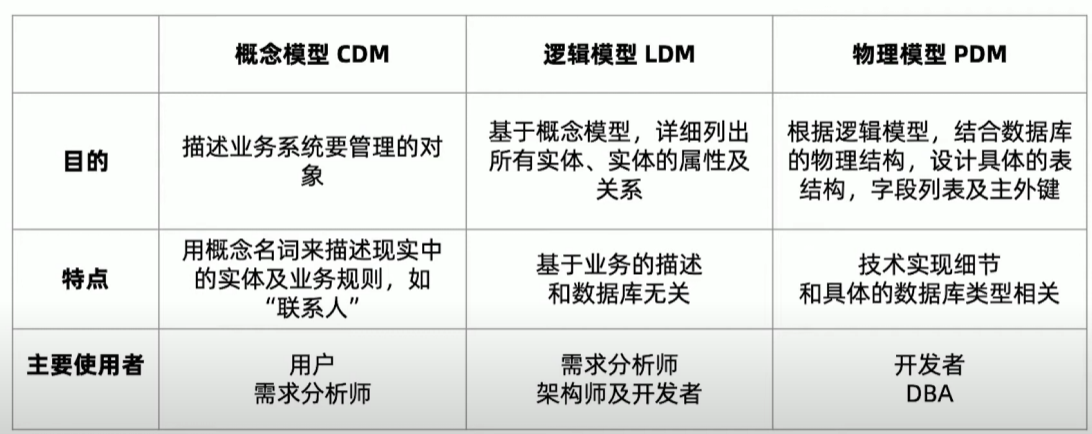 概念模型 CDM
逻辑模型 LDM
物理模型 PDM
目的
描述业务系统要管理的对
象
基于概念模型，详细列出
所有实体、实体的属性及
关系
根据逻辑模型，结合数据库
的物理结构，设计具体的表
结构，字段列表及主外键
特点
用概念名词来描述现实中
的实体及业务规则，如
“联系人”
基于业务的描述
和数据库无关
技术实现细节
和具体的数据库类型相关
主要使用者
用户
需求分析师
需求分析师
架构师及开发者
开发者
DBA